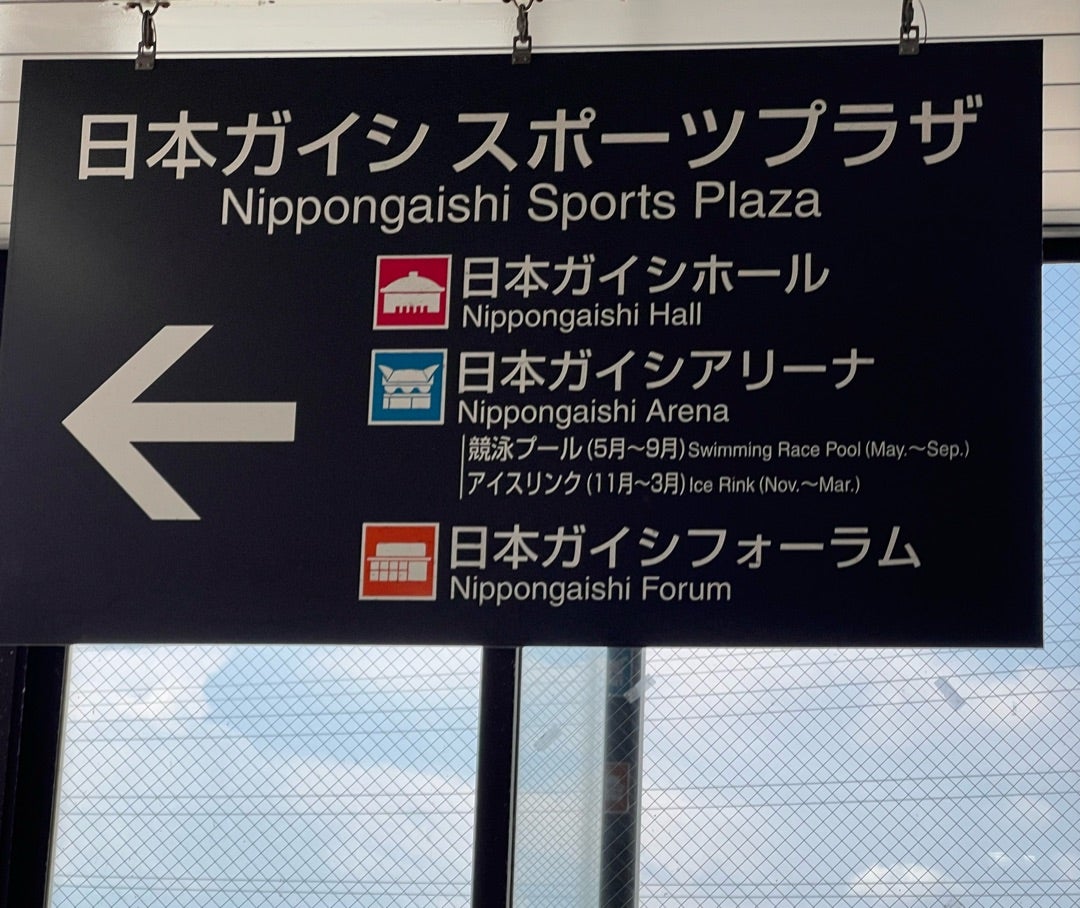 日本ガイシ スポーツプラザ
Nippongaishi Sports Plaza
日本ガイシホール
Nippongaishi Hall
日本ガイシアリーナ
Nippongaishi Arena
競泳プール(5月〜9月) Swimming Race Pool (May.〜Sep.)
アイスリンク(11月〜3月) Ice Rink (Nov.〜Mar.)
日本ガイシフォーラム
Nippongaishi Forum